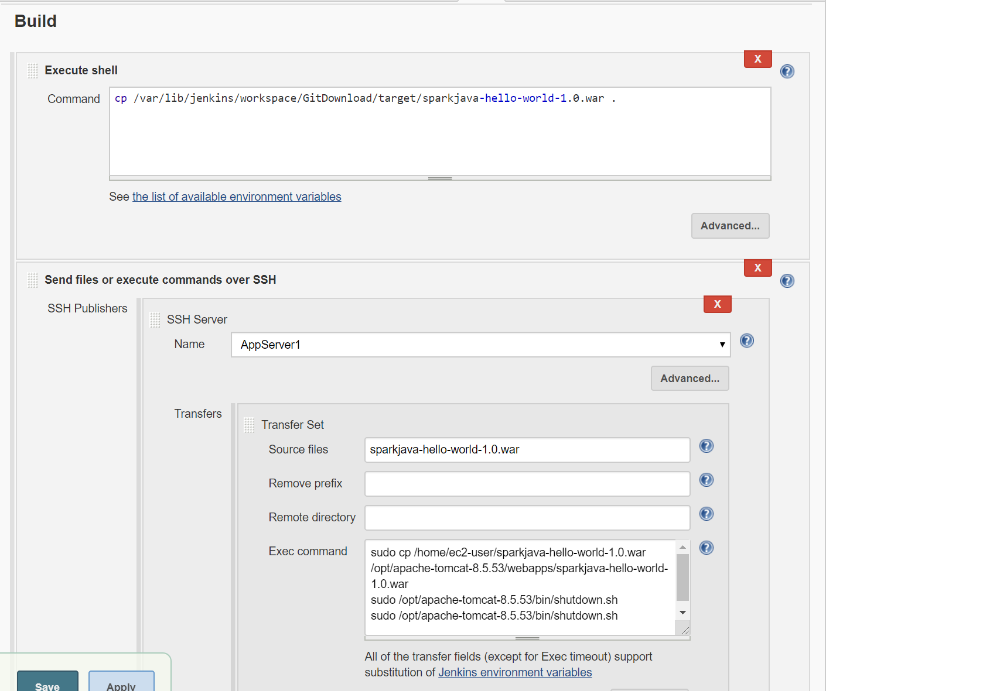 Build
X
Execute shell
Command
cp /var/lib/jenkins/workspace/GitDownload/target/sparkjava-hello-world-1.0.war .
See the list of available environment variables
Advanced...
X
Send files or execute commands over SSH
SSH Publishers
X
SSH Server
Name
AppServer1
Advanced...
Transfers
Transfer Set
Source files
sparkjava-hello-world-1.0.war
Remove prefix
Remote directory
Exec command
sudo cp /home/ec2-user/sparkjava-hello-world-1.0.war
/opt/apache-tomcat-8.5.53/webapps/sparkjava-hello-world-
1.0.war
sudo /opt/apache-tomcat-8.5.53/bin/shutdown.sh
sudo /opt/apache-tomcat-8.5.53/bin/shutdown.sh
All of the transfer fields (except for Exec timeout) support
substitution of Jenkins environment variables
Save
Apply